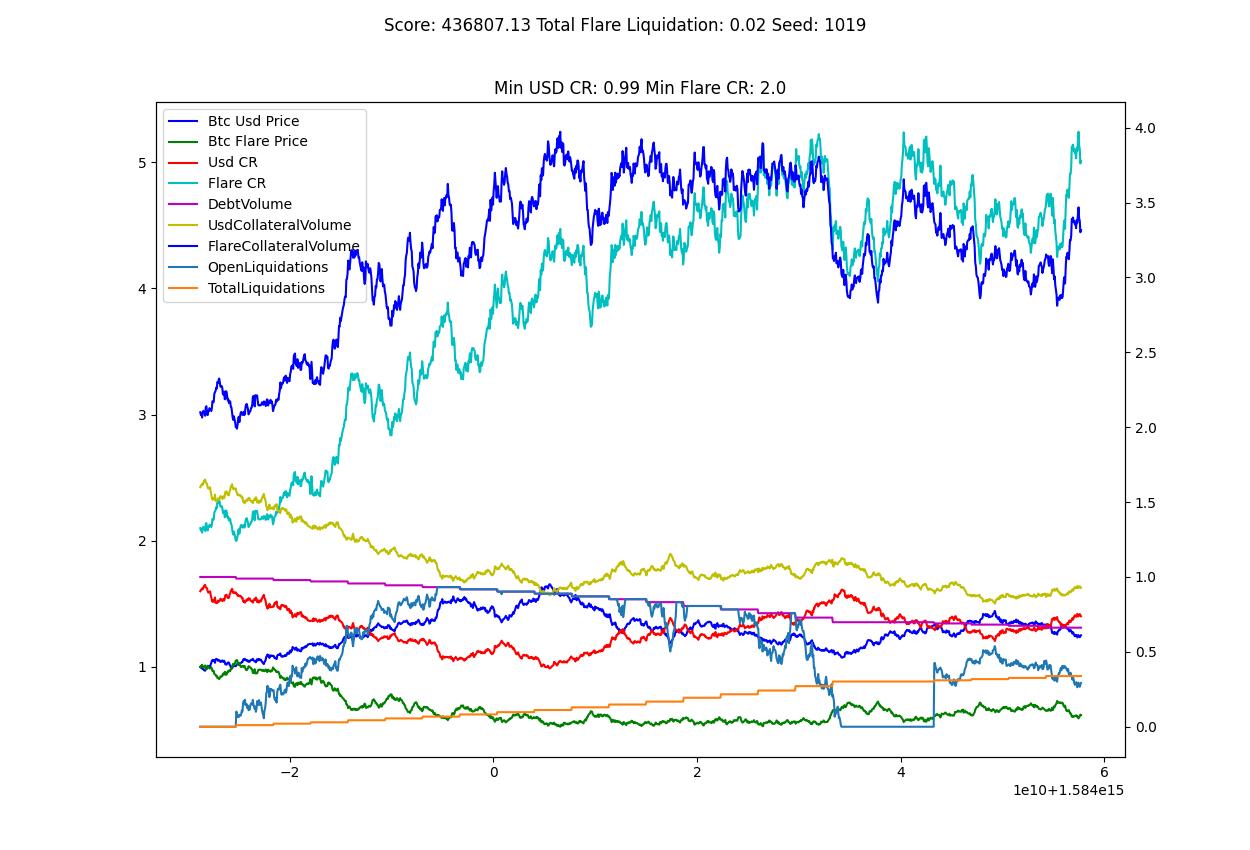 Score: 436807.13 Total Flare Liquidation: 0.02 Seed: 1019
Min USD CR: 0.99 Min Flare CR: 2.0
Btc Usd Price
Btc Flare Price
Usd CR
Flare CR
DebtVolume
UsdCollateralVolume
FlareCollateralVolume
OpenLiquidations
TotalLiquidations
5
4
3
2
1
4.0
3.5
3.0
2.5
2.0
1.5
1.0
0.5
0.0
−2
0
2
4
6
1e10+1.584e15